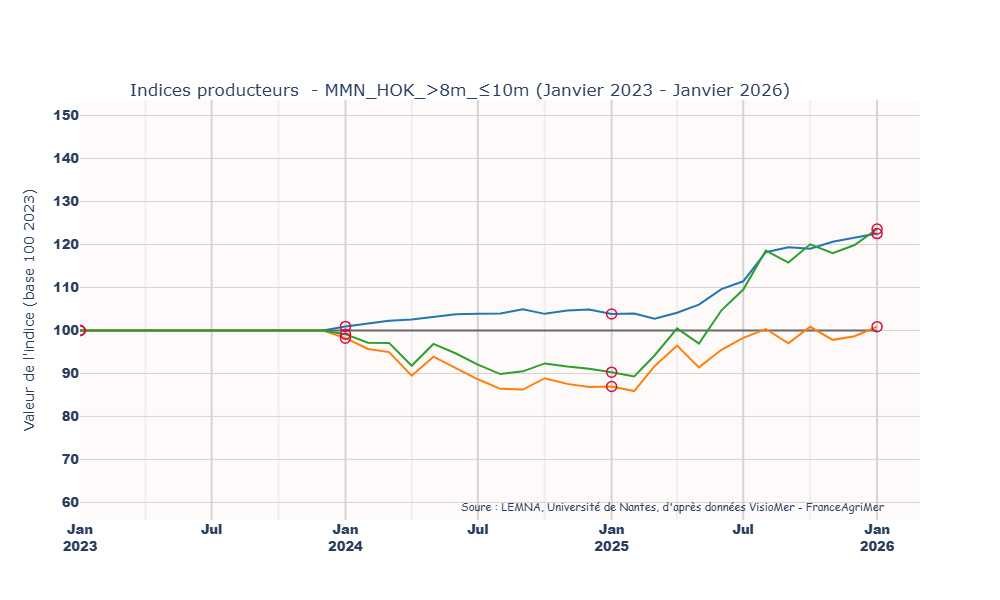 Indices producteurs - MMN_HOK_>8m_≤10m (Janvier 2023 - Janvier 2026)
Valeur de l'indice (base 100 2023)
150
140
130
120
110
100
90
80
70
60
Soure : LEMNA, Université de Nantes, d'après données VisioMer - FranceAgriMer
Jan Jul Jan Jul Jan Jul Jan
2023 2024 2025 2026